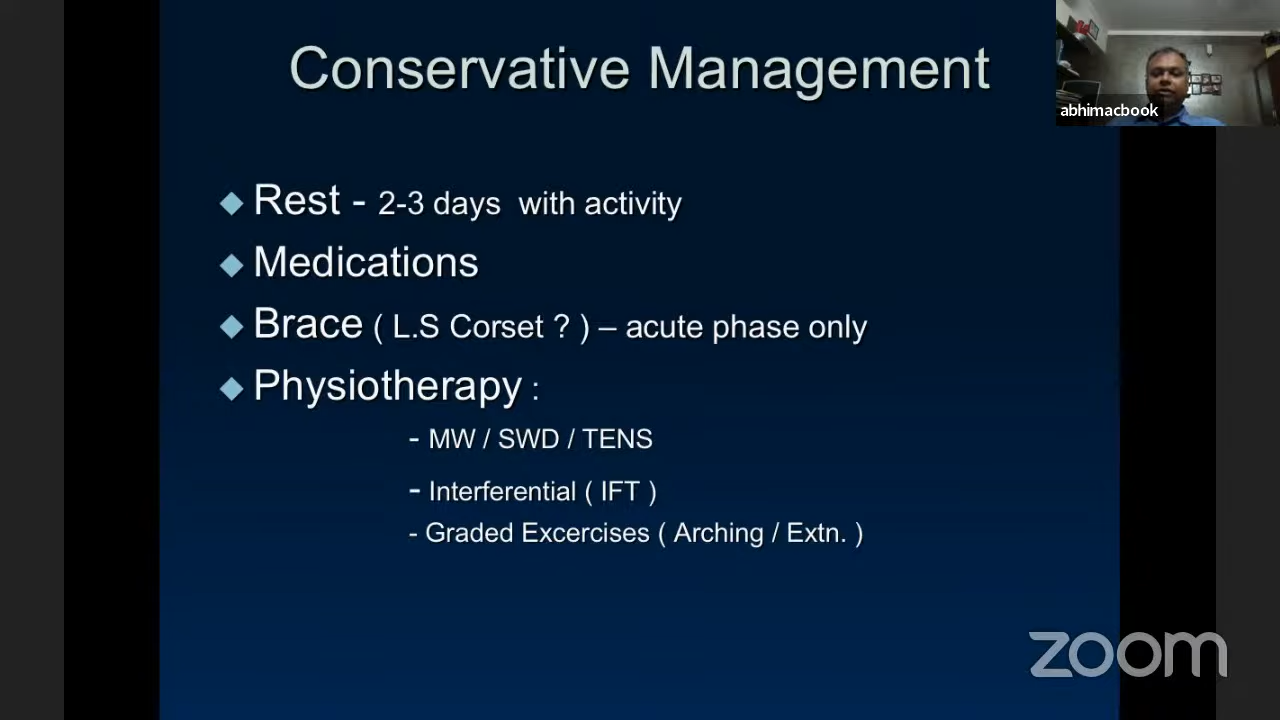 Conservative Management
abhimacbook
◆ Rest - 2-3 days with activity
◆ Medications
◆ Brace ( L.S Corset ? ) – acute phase only
◆ Physiotherapy :
- MW / SWD / TENS
- Interferential ( IFT )
- Graded Excercises ( Arching / Extn. )
zoom